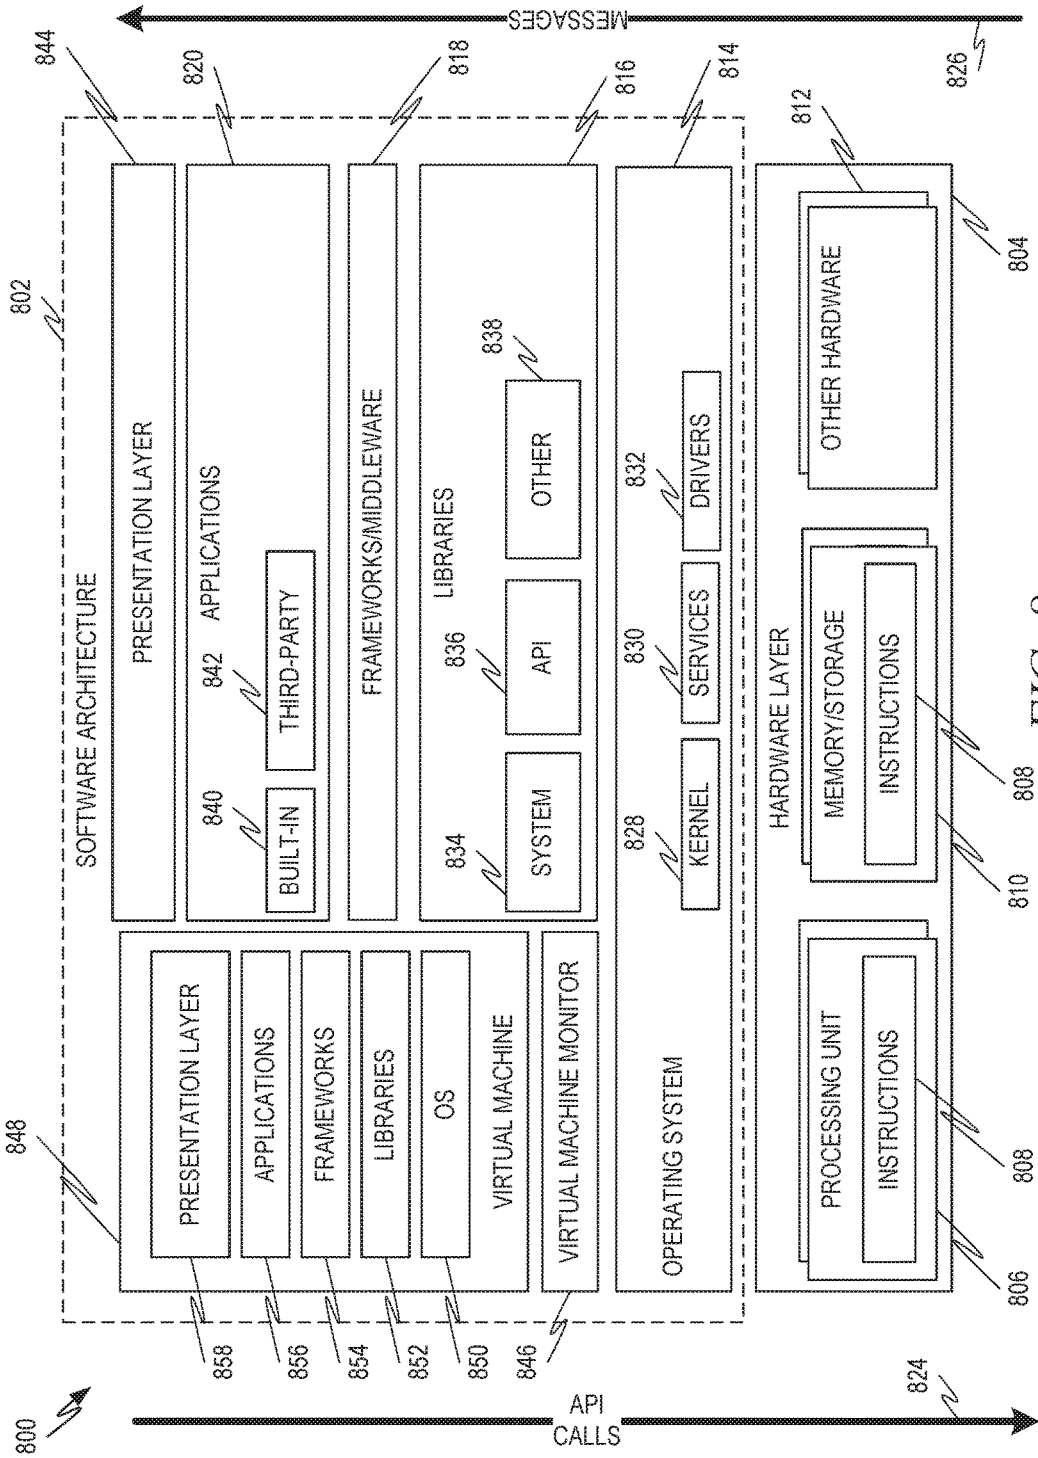 800
802
SOFTWARE ARCHITECTURE
848
844
PRESENTATION LAYER
820
APPLICATIONS
840
BUILT-IN
842
THIRD-PARTY
818
FRAMEWORKS/MIDDLEWARE
816
LIBRARIES
834
SYSTEM
836
API
838
OTHER
858
PRESENTATION LAYER
856
APPLICATIONS
854
FRAMEWORKS
852
LIBRARIES
850
OS
VIRTUAL MACHINE
846
VIRTUAL MACHINE MONITOR
814
OPERATING SYSTEM
828
KERNEL
830
SERVICES
832
DRIVERS
HARDWARE LAYER
PROCESSING UNIT
INSTRUCTIONS
806
808
MEMORY/STORAGE
INSTRUCTIONS
810
808
812
OTHER HARDWARE
804
API
CALLS
824
MESSAGES
826